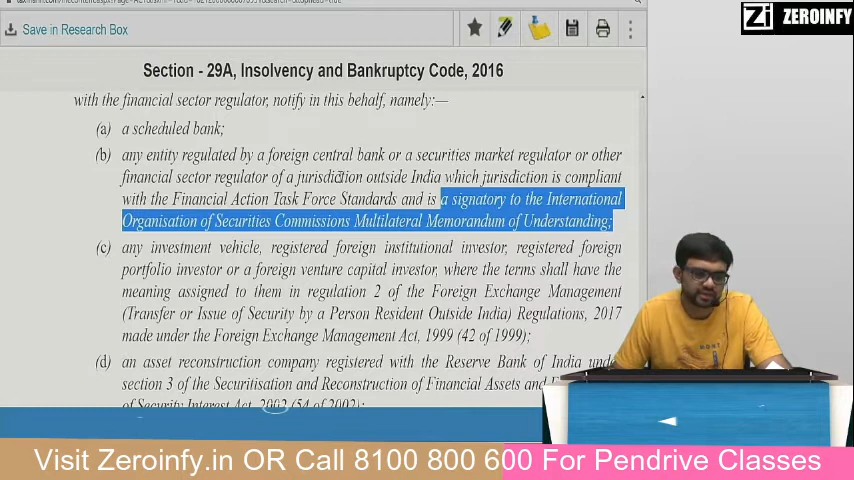 ZEROINFY
Save in Research Box
Section - 29A, Insolvency and Bankruptcy Code, 2016
with the financial sector regulator, notify in this behalf, namely:—
(a) a scheduled bank;
(b) any entity regulated by a foreign central bank or a securities market regulator or other
financial sector regulator of a jurisdiction outside India which jurisdiction is compliant
with the Financial Action Task Force Standards and is a signatory to the International
Organisation of Securities Commissions Multilateral Memorandum of Understanding;
(c) any investment vehicle, registered foreign institutional investor, registered foreign
portfolio investor or a foreign venture capital investor, where the terms shall have the
meaning assigned to them in regulation 2 of the Foreign Exchange Management
(Transfer or Issue of Security by a Person Resident Outside India) Regulations, 2017
made under the Foreign Exchange Management Act, 1999 (42 of 1999);
(d) an asset reconstruction company registered with the Reserve Bank of India
section 3 of the Securitisation and Reconstruction of Financial Assets and
of Security Interest Act, 2002 (54 of 2002);
Visit Zeroinfy.in OR Call 8100 800 600 For Pendrive Classes